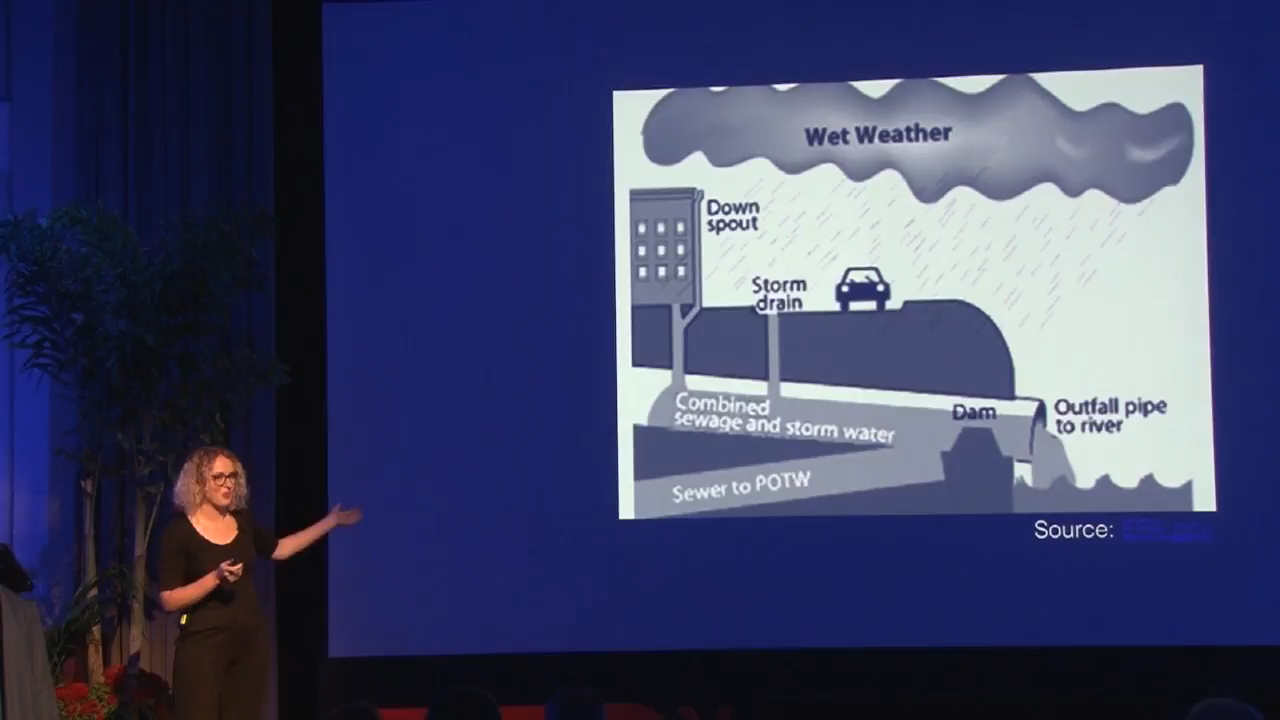 Wet Weather
Down
spout
Storm
drain
Combined
sewage and storm water
Dam
Outfall pipe
to river
Sewer to POTW
Source: